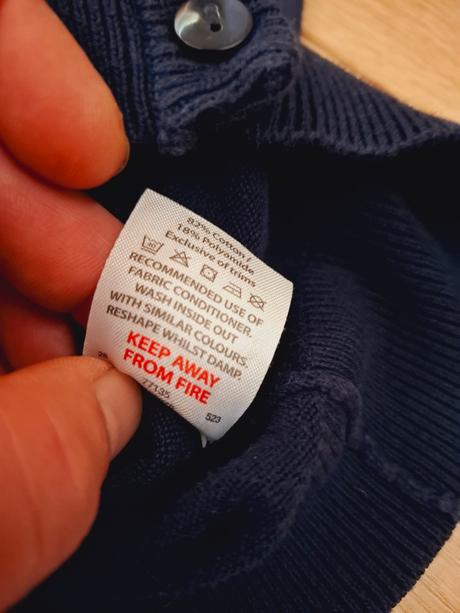 82% Cotton /
18% Polyamide
Exclusive of trims
RECOMMENDED USE OF
FABRIC CONDITIONER.
WASH INSIDE OUT
WITH SIMILAR COLOURS.
RESHAPE WHILST DAMP.
KEEP AWAY
FROM FIRE
77135
523